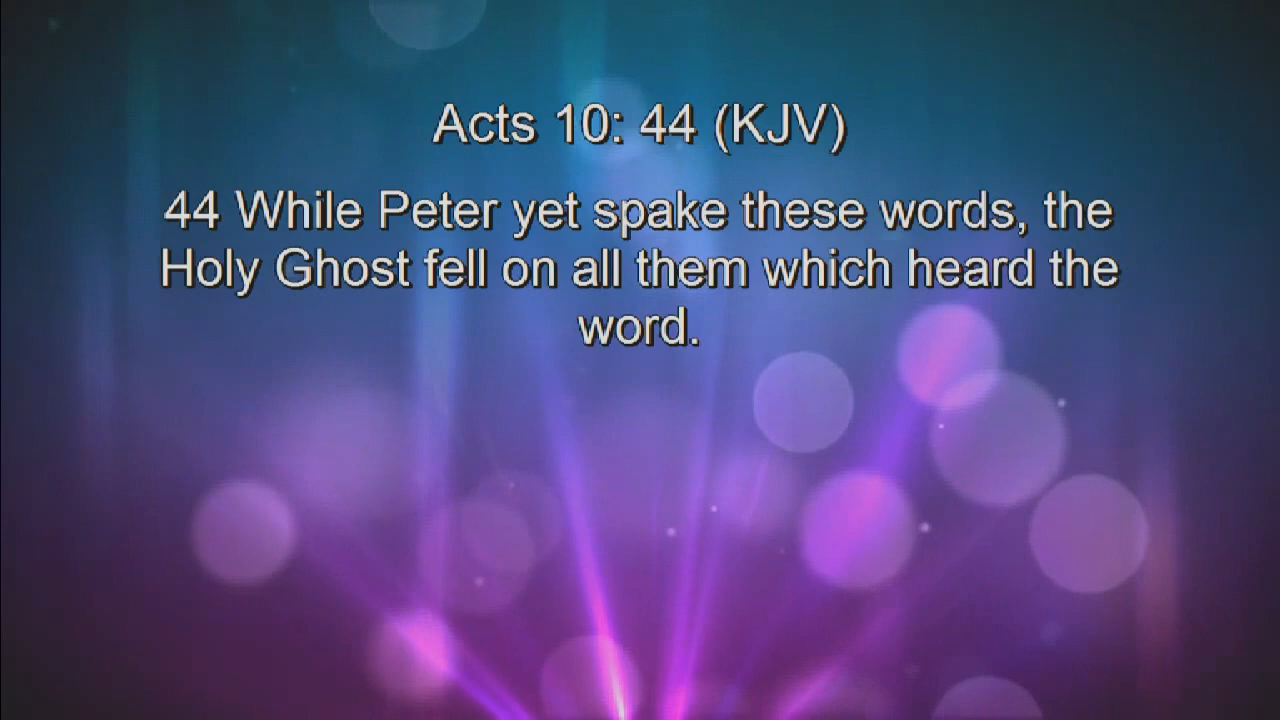 Acts 10: 44 (KJV)
44 While Peter yet spake these words, the
Holy Ghost fell on all them which heard the
word.